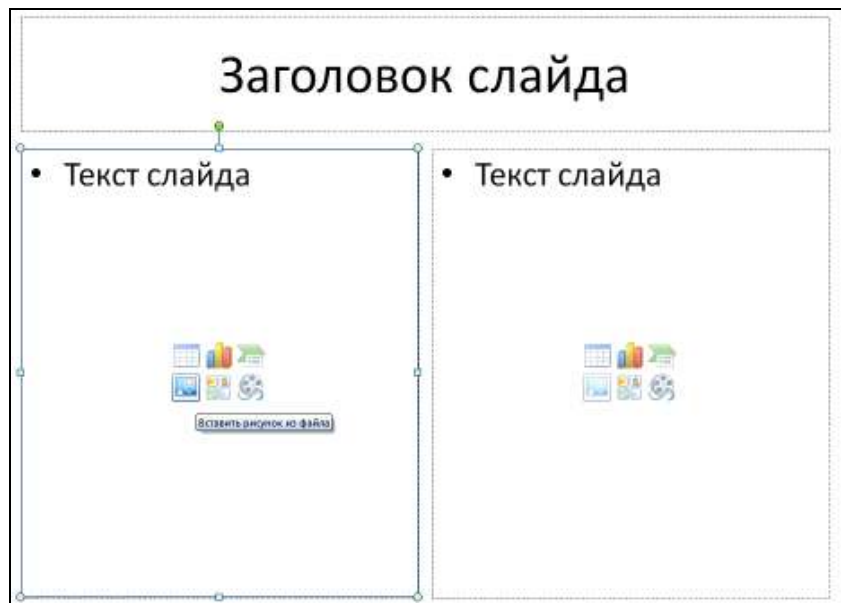 Заголовок слайда
• Текст слайда
• Текст слайда
Вставить рисунок из файла